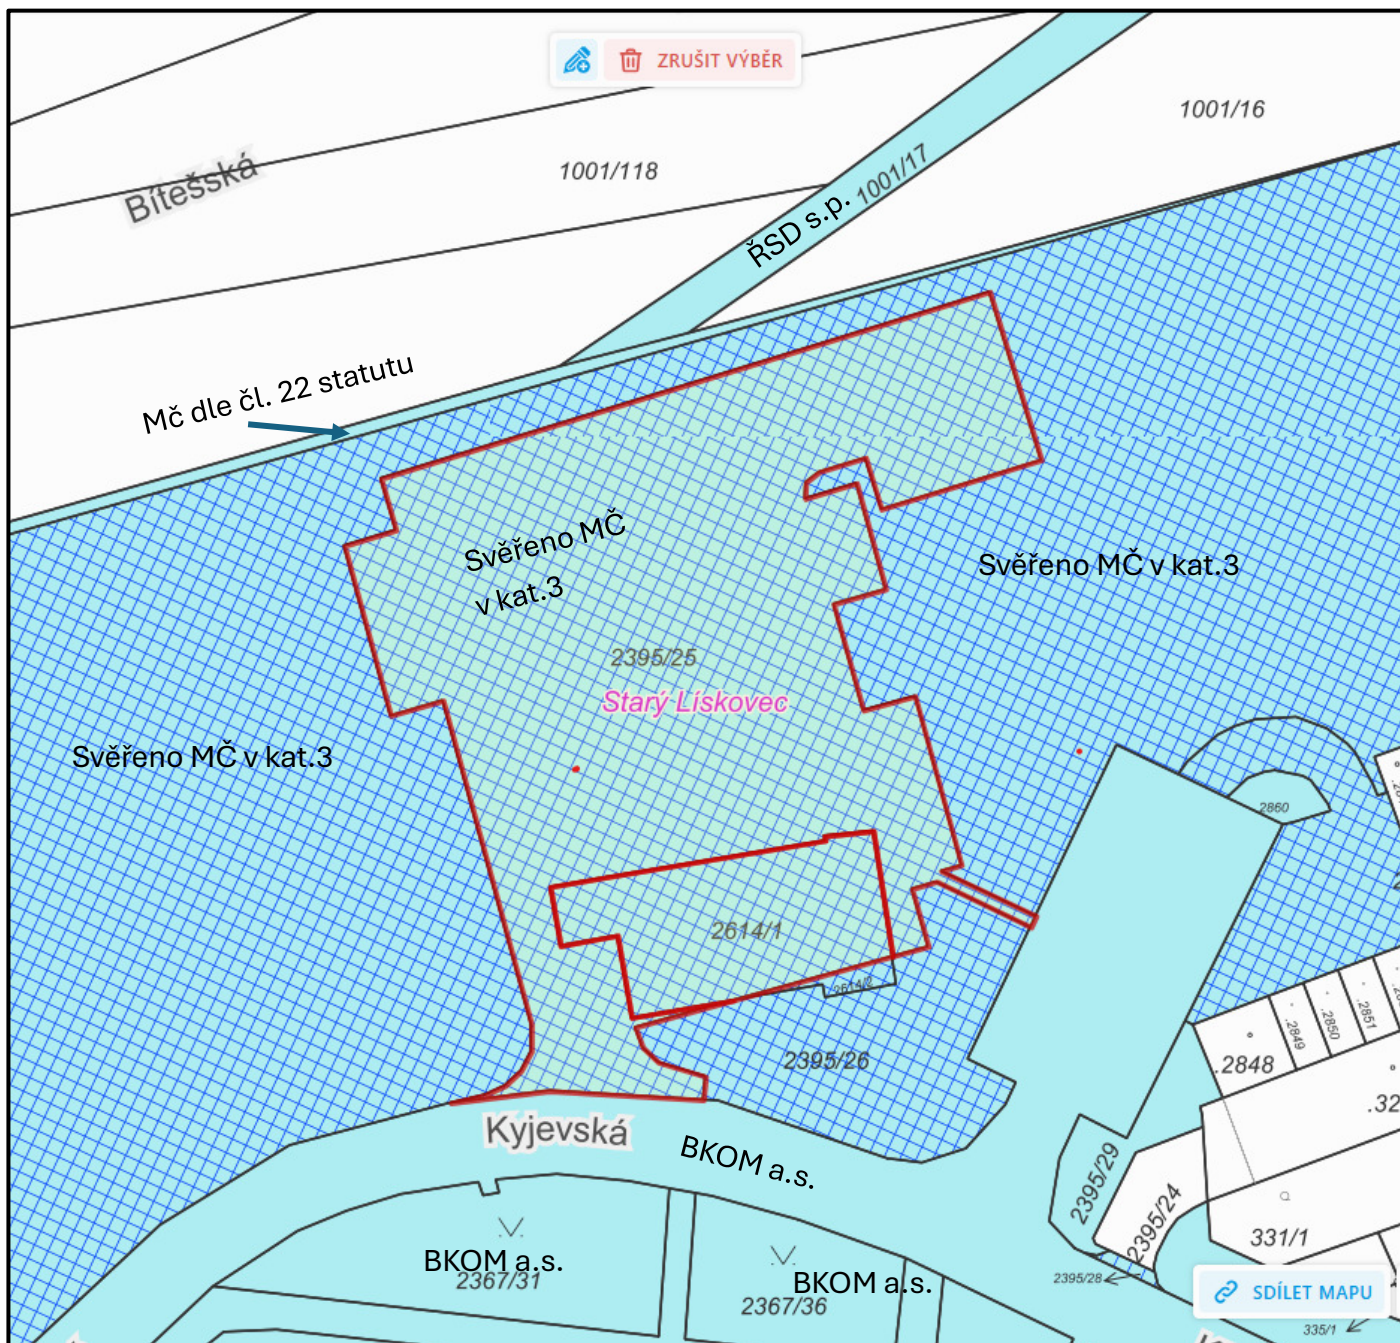 ZRUŠIT VÝBĚR
1001/16
1001/118
Bítešská
1001/17
ŘSD s.p.
Mč dle čl. 22 statutu
Svěřeno MČ
v kat.3
Svěřeno MČ v kat.3
2395/25
Starý Lískovec
Svěřeno MČ v kat.3
2860
2614/1
2614/2
2395/26
.2848
.2849
.2850
.2851
.32
Kyjevská
BKOM a.s.
2395/29
2395/24
331/1
BKOM a.s.
2367/31
BKOM a.s.
2367/36
2395/28
SDÍLET MAPU
335/1